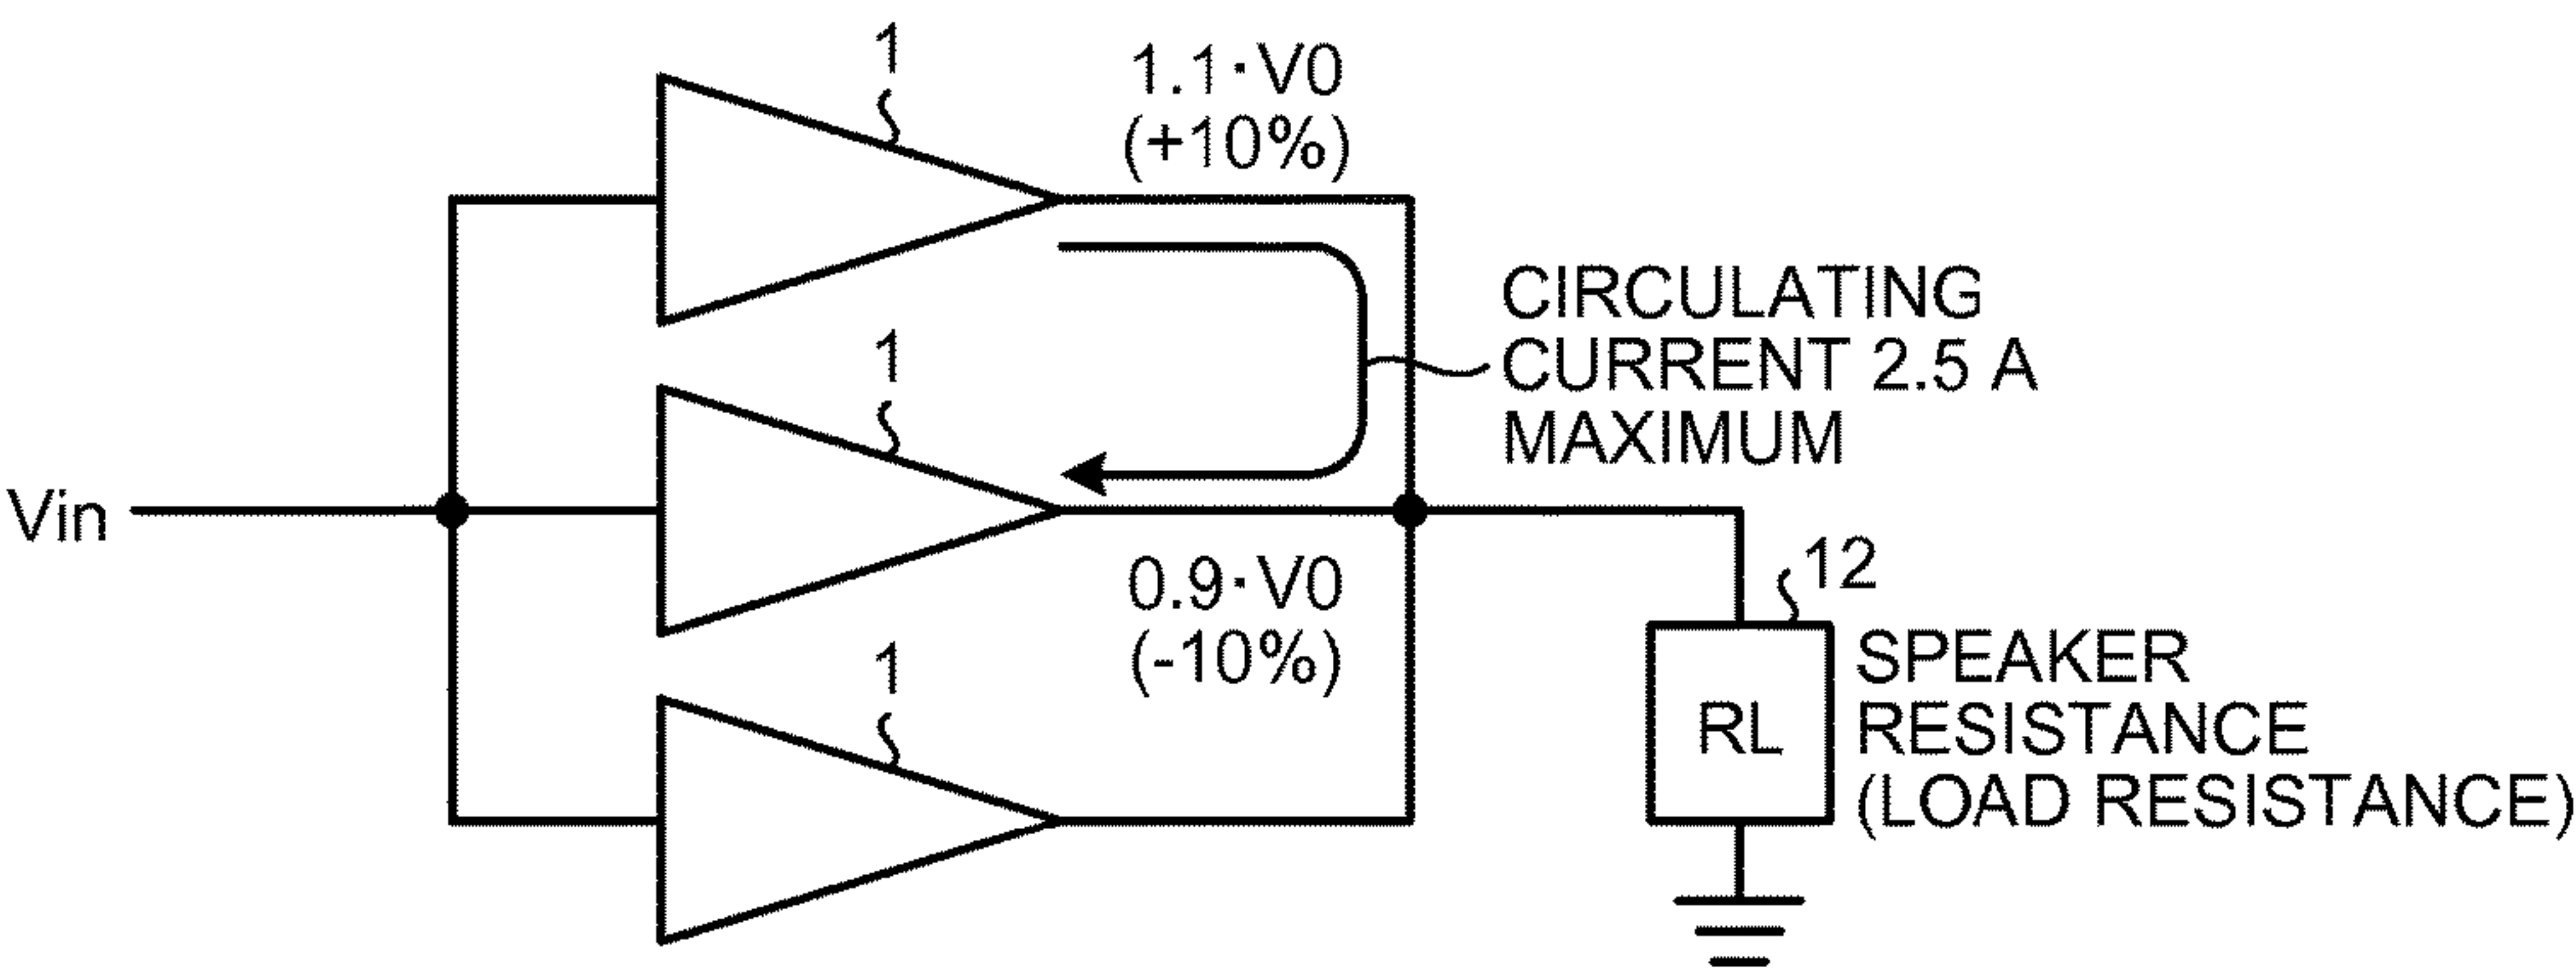 1
1.1·V0
(+10%)
CIRCULATING
CURRENT 2.5 A
MAXIMUM
1
Vin
0.9·V0
(-10%)
12
1
SPEAKER
RESISTANCE
(LOAD RESISTANCE)
RL